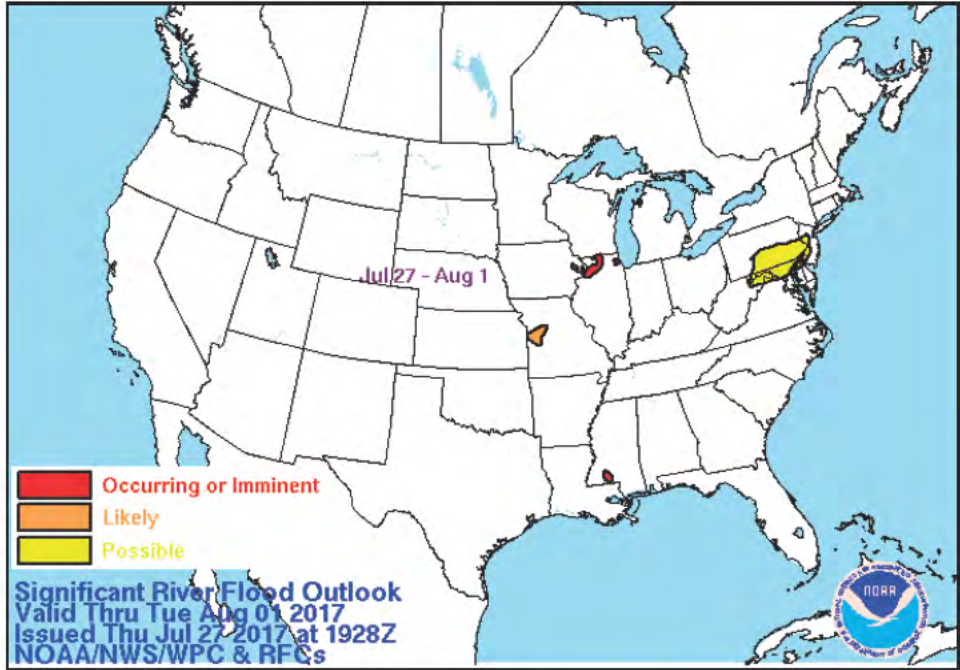 Jul 27 - Aug 1
Occurring or Imminent
Likely
Possible
Significant River Flood Outlook
Valid Thru Tue Aug 01 2017
Issued Thu Jul 27 2017 at 1928Z
NOAA/NWS/WPC & RFCs
NOAA